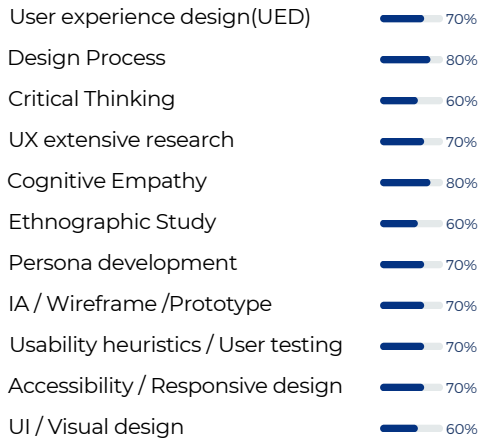 User experience design(UED) 70%
Design Process 80%
Critical Thinking 60%
UX extensive research 70%
Cognitive Empathy 80%
Ethnographic Study 60%
Persona development 70%
IA / Wireframe /Prototype 70%
Usability heuristics / User testing 70%
Accessibility / Responsive design 70%
UI / Visual design 60%